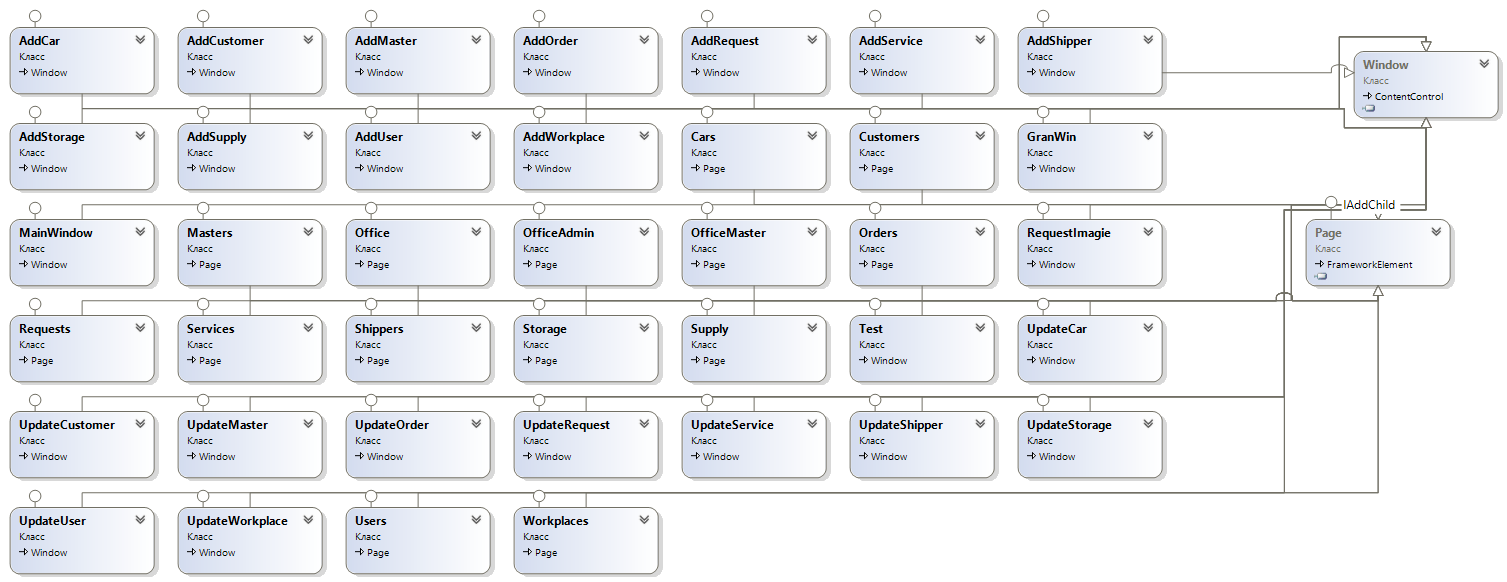 AddCar
Класс
Window
AddCustomer
Класс
Window
AddMaster
Класс
Window
AddOrder
Класс
Window
AddRequest
Класс
Window
AddService
Класс
Window
AddShipper
Класс
Window
Window
Класс
ContentControl
AddStorage
Класс
Window
AddSupply
Класс
Window
AddUser
Класс
Window
AddWorkplace
Класс
Window
Cars
Класс
Page
Customers
Класс
Page
GranWin
Класс
Window
IAddChild
MainWindow
Класс
Window
Masters
Класс
Page
Office
Класс
Page
OfficeAdmin
Класс
Page
OfficeMaster
Класс
Page
Orders
Класс
Page
RequestImagie
Класс
Window
Page
Класс
FrameworkElement
Requests
Класс
Page
Services
Класс
Page
Shippers
Класс
Page
Storage
Класс
Page
Supply
Класс
Page
Test
Класс
Window
UpdateCar
Класс
Window
UpdateCustomer
Класс
Window
UpdateMaster
Класс
Window
UpdateOrder
Класс
Window
UpdateRequest
Класс
Window
UpdateService
Класс
Window
UpdateShipper
Класс
Window
UpdateStorage
Класс
Window
UpdateUser
Класс
Window
UpdateWorkplace
Класс
Window
Users
Класс
Page
Workplaces
Класс
Page